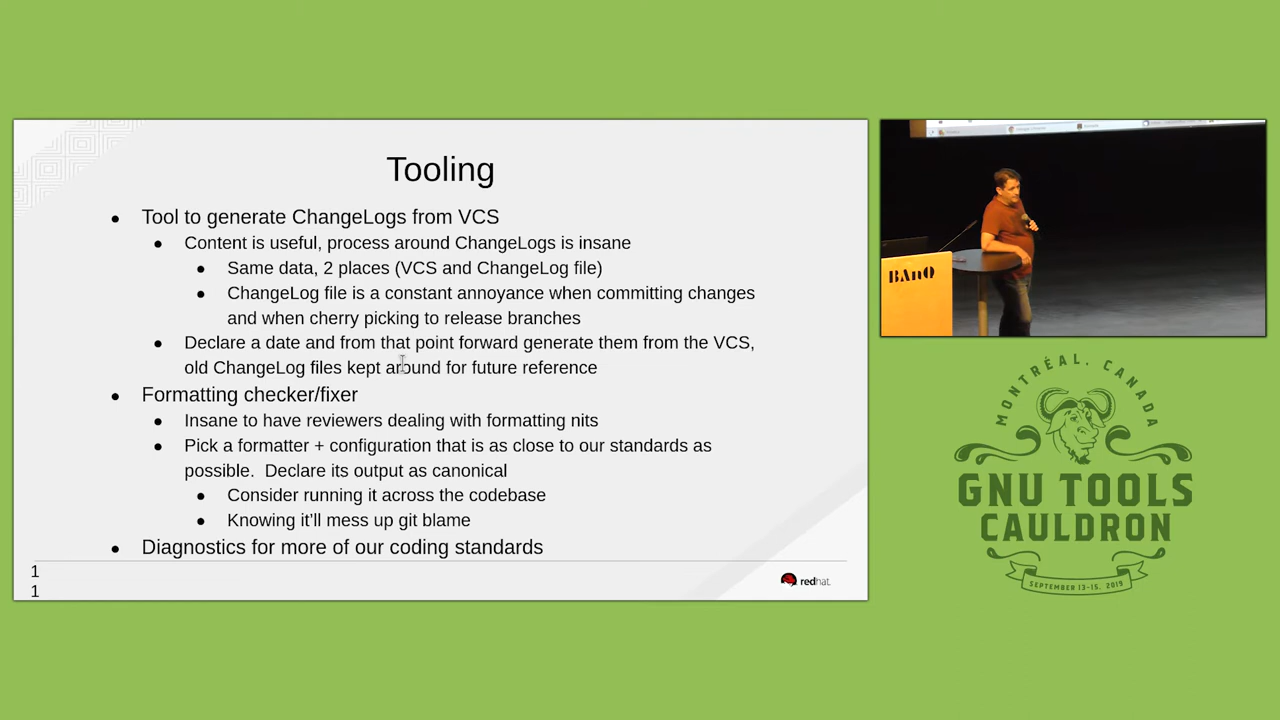 Tooling
● Tool to generate ChangeLogs from VCS
● Content is useful, process around ChangeLogs is insane
● Same data, 2 places (VCS and ChangeLog file)
● ChangeLog file is a constant annoyance when committing changes
and when cherry picking to release branches
● Declare a date and from that point forward generate them from the VCS,
old ChangeLog files kept around for future reference
● Formatting checker/fixer
● Insane to have reviewers dealing with formatting nits
● Pick a formatter + configuration that is as close to our standards as
possible.  Declare its output as canonical
● Consider running it across the codebase
● Knowing it'll mess up git blame
● Diagnostics for more of our coding standards
1
1
redhat.
BAnQ
MONTRÉAL, CANADA
GNU TOOLS
CAULDRON
SEPTEMBER 13-15, 2019